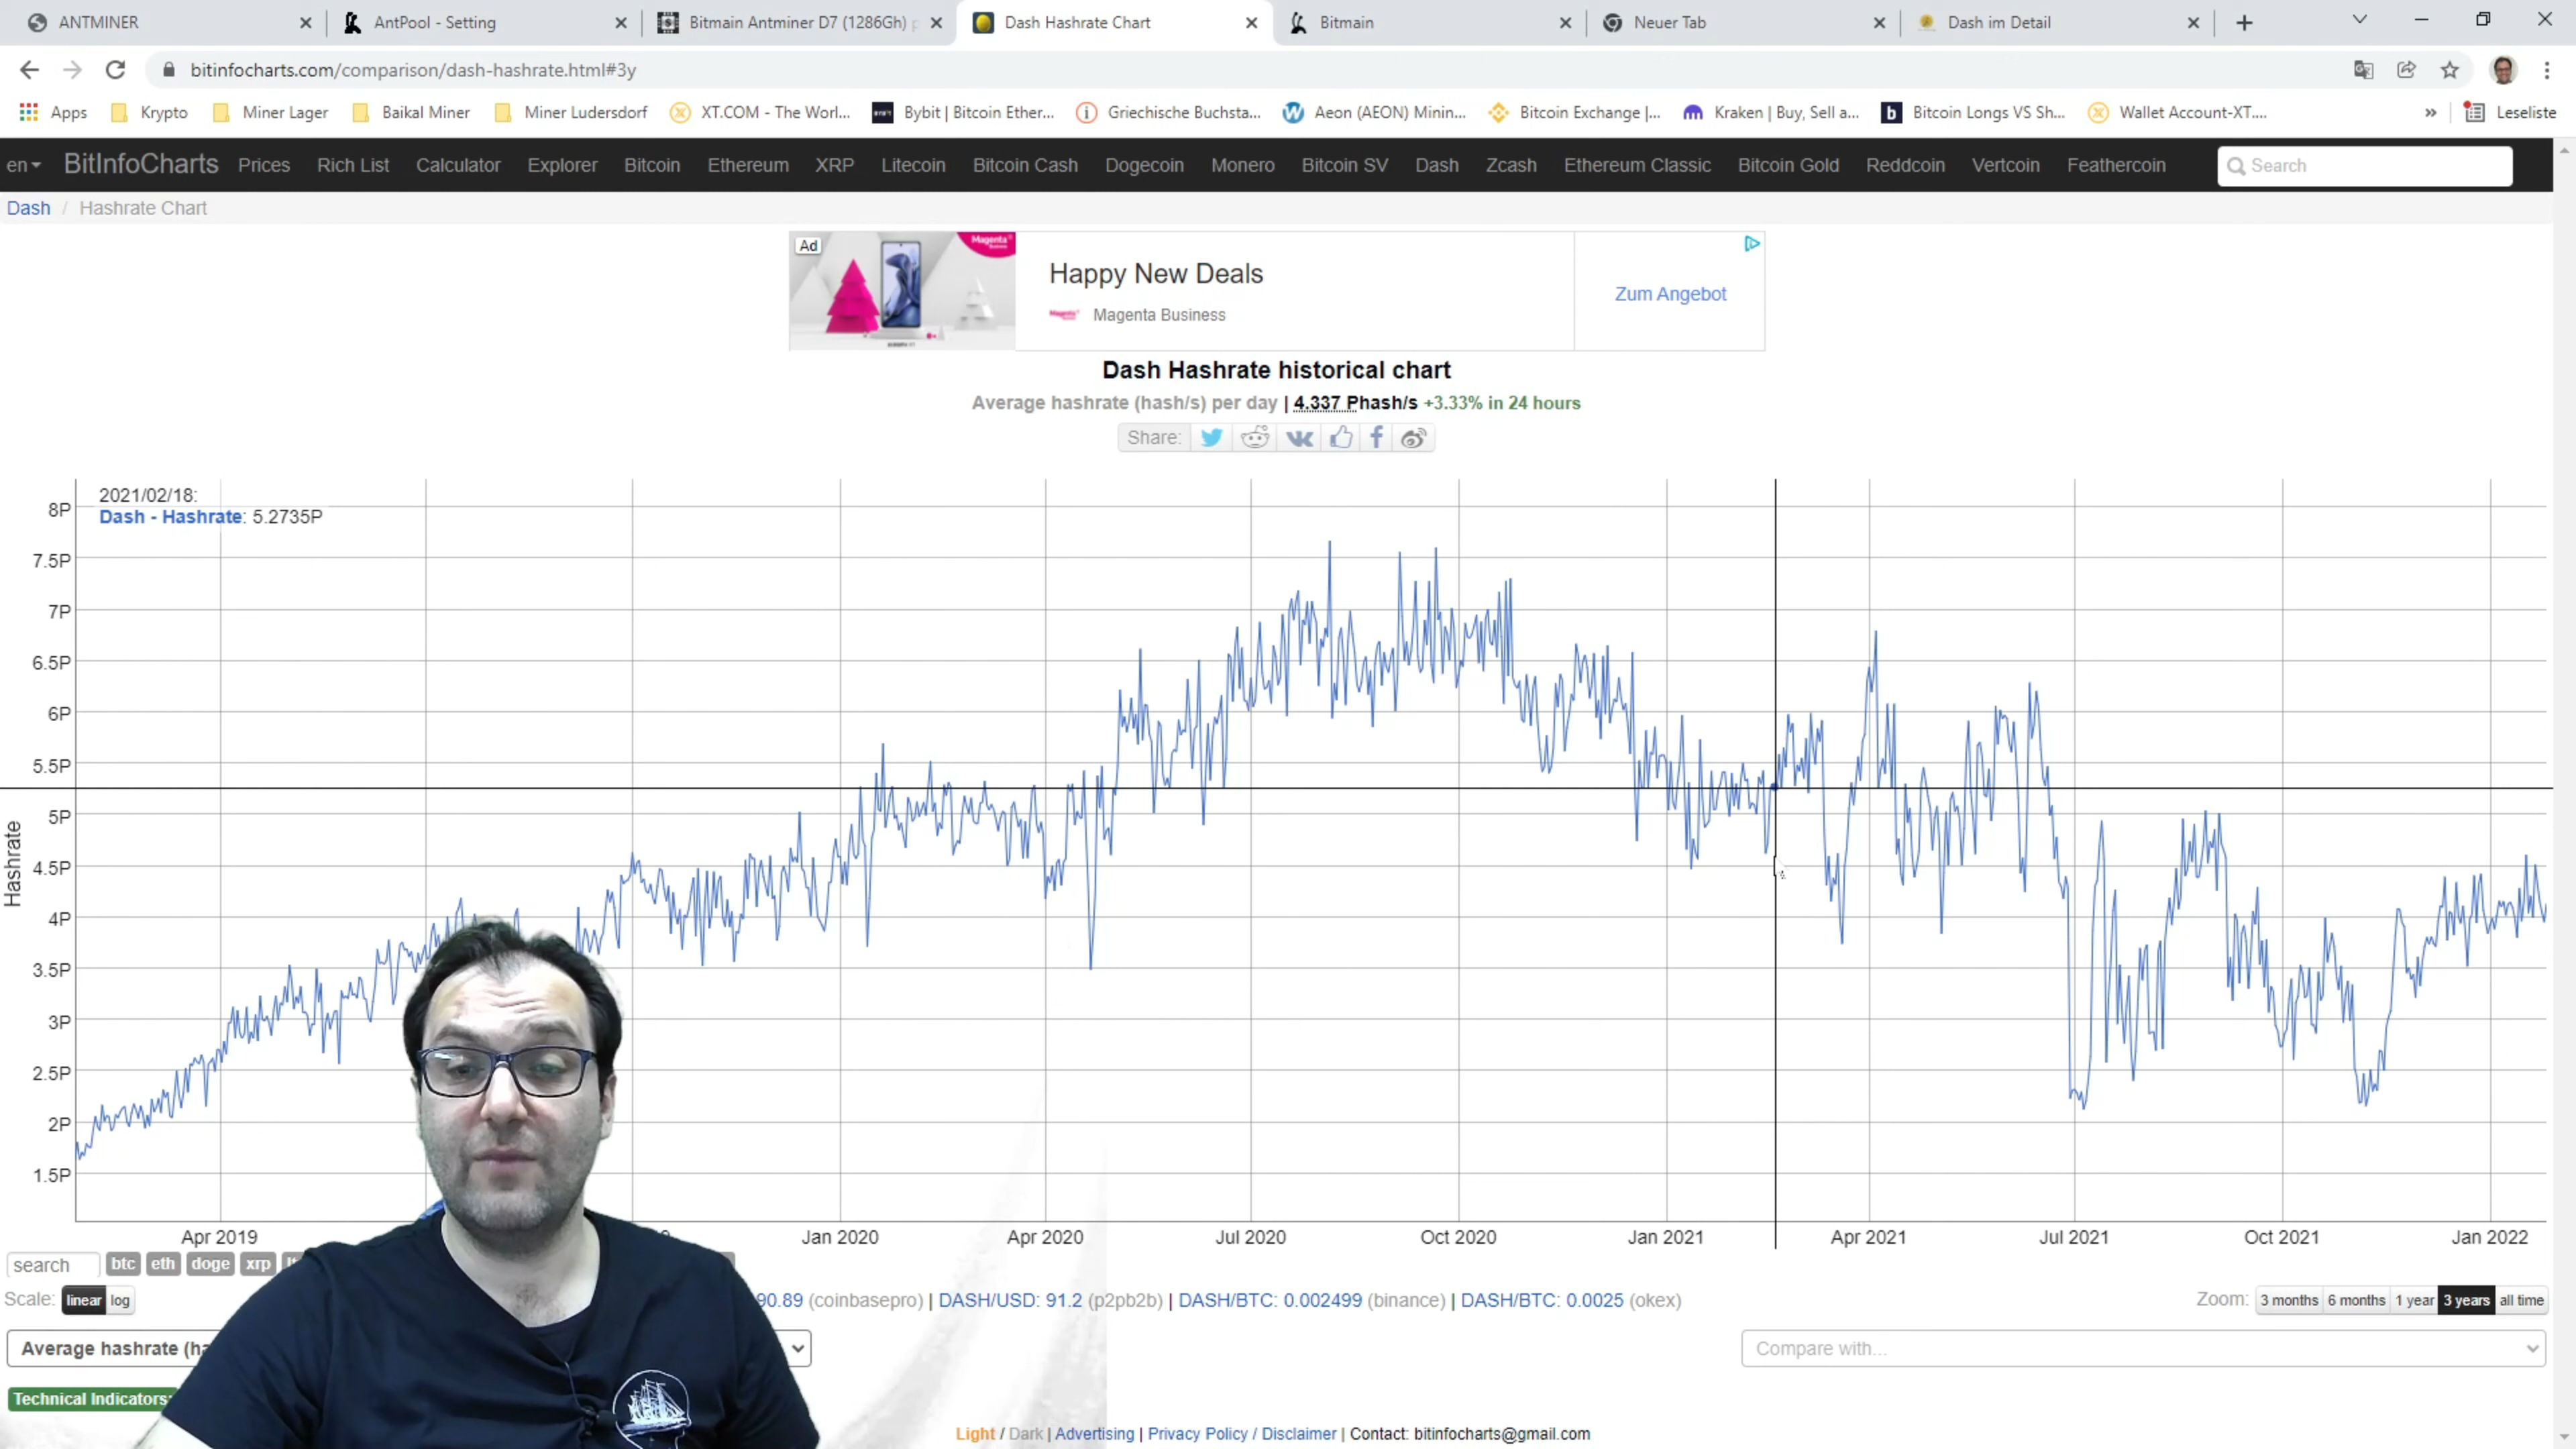 ANTMINER
AntPool - Setting
Bitmain Antminer D7 (1286Gh) p
Dash Hashrate Chart
Bitmain
Neuer Tab
Dash im Detail
bitinfocharts.com/comparison/dash-hashrate.html#3y
Apps
Krypto
Miner Lager
Baikal Miner
Miner Ludersdorf
XT.COM - The Worl...
Bybit | Bitcoin Ether...
Griechische Buchsta...
Aeon (AEON) Minin...
Bitcoin Exchange |...
Kraken | Buy, Sell a...
Bitcoin Longs VS Sh...
Wallet Account-XT....
»
Leseliste
en
BitInfoCharts
Prices
Rich List
Calculator
Explorer
Bitcoin
Ethereum
XRP
Litecoin
Bitcoin Cash
Dogecoin
Monero
Bitcoin SV
Dash
Zcash
Ethereum Classic
Bitcoin Gold
Reddcoin
Vertcoin
Feathercoin
Search
Dash / Hashrate Chart
Ad
Magenta
Happy New Deals
Magenta Business
Zum Angebot
Dash Hashrate historical chart
Average hashrate (hash/s) per day | 4.337 Phash/s +3.33% in 24 hours
Share:
2021/02/18:
Dash - Hashrate: 5.2735P
8P
7.5P
7P
6.5P
6P
5.5P
5P
4.5P
4P
3.5P
3P
2.5P
2P
1.5P
Hashrate
Apr 2019
Jan 2020
Apr 2020
Jul 2020
Oct 2020
Jan 2021
Apr 2021
Jul 2021
Oct 2021
Jan 2022
search
btc
eth
doge
xrp
Scale: linear log
90.89 (coinbasepro) | DASH/USD: 91.2 (p2pb2b) | DASH/BTC: 0.002499 (binance) | DASH/BTC: 0.0025 (okex)
Zoom: 3 months 6 months 1 year 3 years all time
Average hashrate (ha
Compare with...
Technical Indicators:
Light / Dark | Advertising | Privacy Policy / Disclaimer | Contact: bitinfocharts@gmail.com